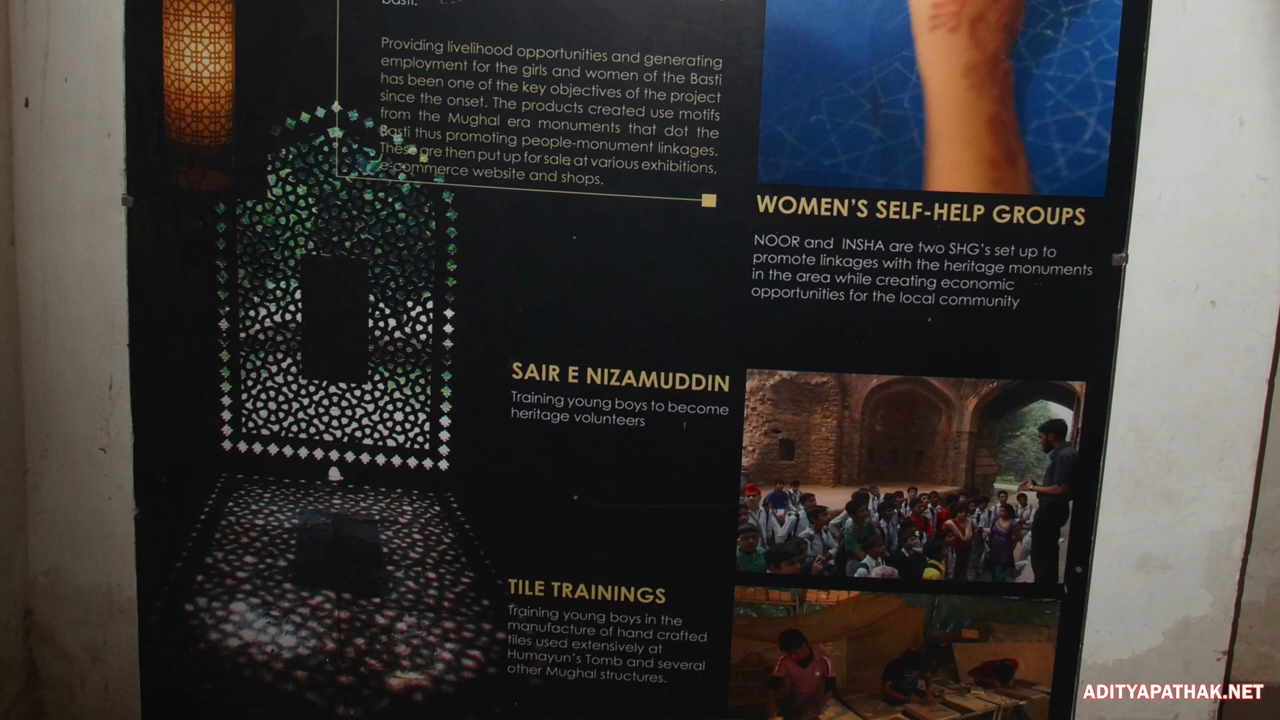 basti.
Providing livelihood opportunities and generating
employment for the girls and women of the Basti
has been one of the key objectives of the project
since the onset. The products created use motifs
from the Mughal era monuments that dot the
Basti thus promoting people-monument linkages.
These are then put up for sale at various exhibitions,
e-commerce website and shops.
WOMEN'S SELF-HELP GROUPS
NOOR and INSHA are two SHG's set up to
promote linkages with the heritage monuments
in the area while creating economic
opportunities for the local community
SAIR E NIZAMUDDIN
Training young boys to become
heritage volunteers
TILE TRAININGS
Training young boys in the
manufacture of hand crafted
tiles used extensively at
Humayun's Tomb and several
other Mughal structures.
ADITYAPATHAK.NET